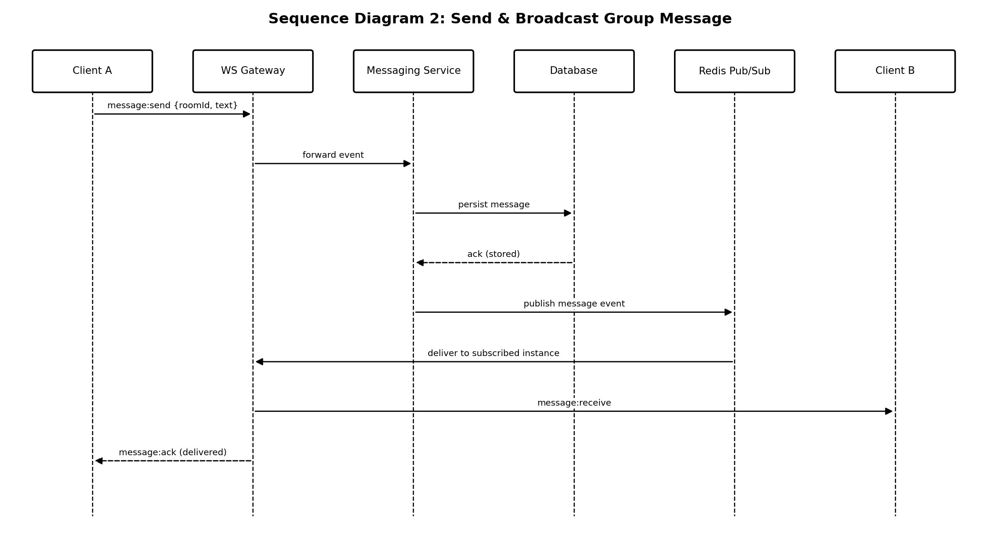 Sequence Diagram 2: Send & Broadcast Group Message
Client A
WS Gateway
Messaging Service
Database
Redis Pub/Sub
Client B
message:send {roomId, text}
forward event
persist message
ack (stored)
publish message event
deliver to subscribed instance
message:receive
message:ack (delivered)